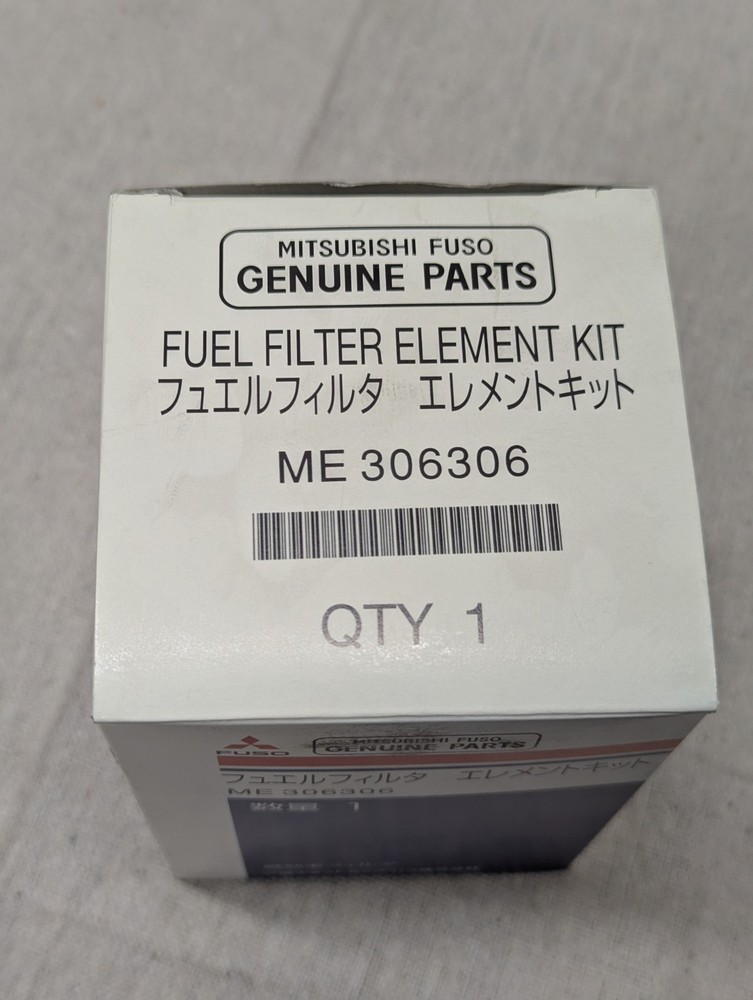 MITSUBISHI FUSO
GENUINE PARTS
FUEL FILTER ELEMENT KIT
フュエルフィルタ エレメントキット
ME 306306
QTY 1
FUSO
MITSUBISHI FUSO
GENUINE PARTS
フュエルフィルタ エレメントキット
ME 306306
数量 1